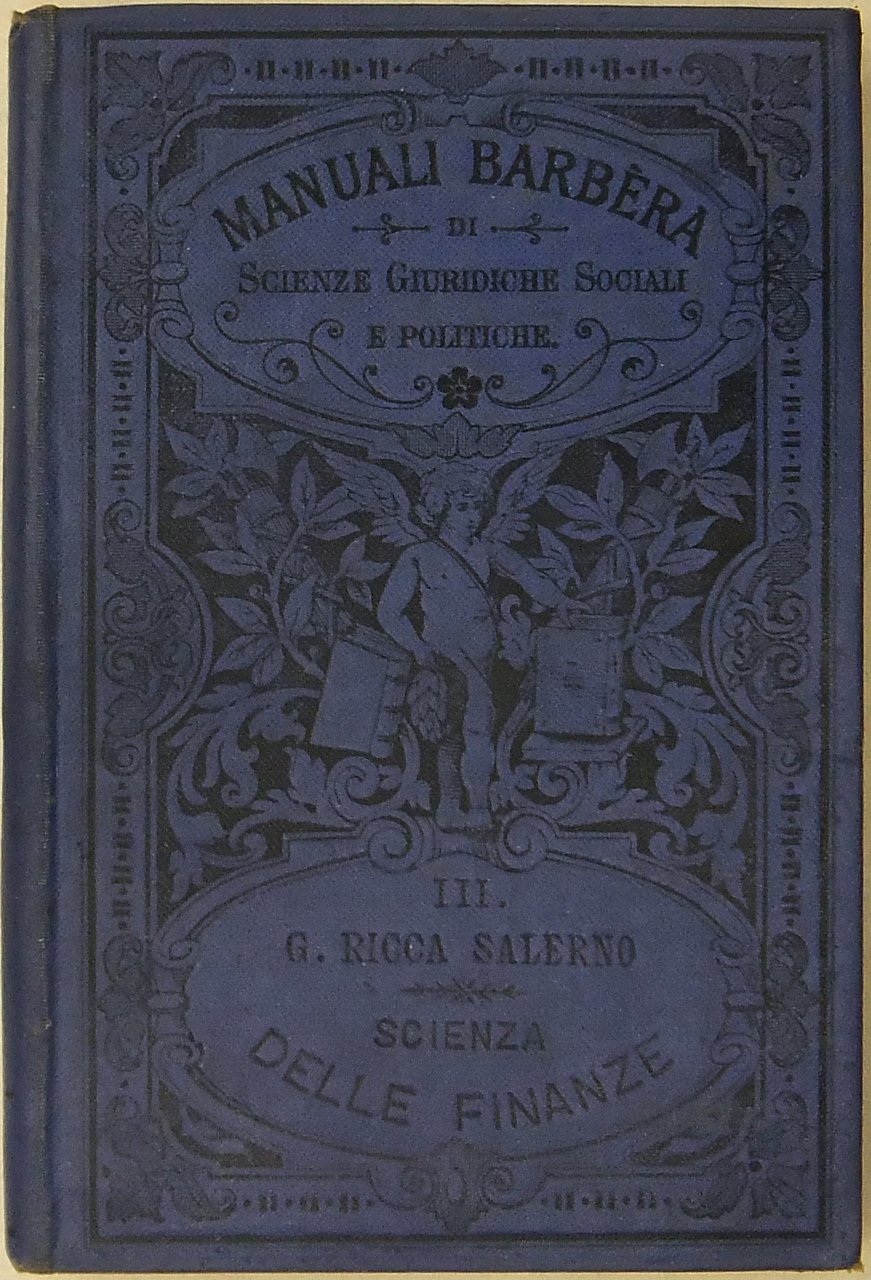 MANUALI BARBÈRA
DI
SCIENZE GIURIDICHE SOCIALI
E POLITICHE.
III.
G. RICCA SALERNO
SCIENZA
DELLE FINANZE